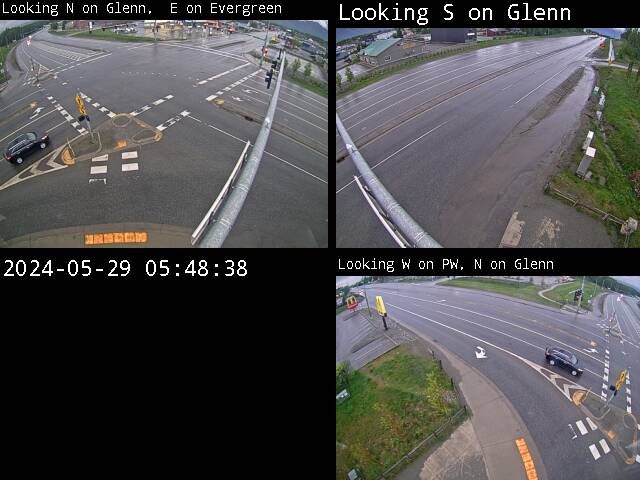 Looking N on Glenn,  E on Evergreen
Looking S on Glenn
2024-05-29 05:48:38
Looking W on PW, N on Glenn